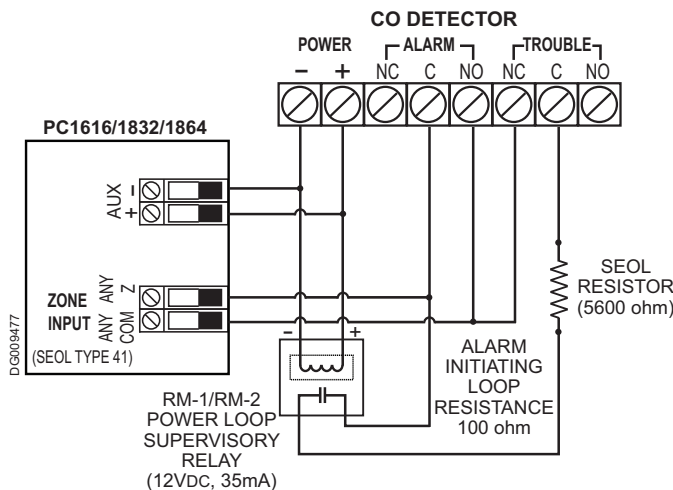 CO DETECTOR
POWER ALARM TROUBLE
− + NC C NO NC C NO
PC1616/1832/1864
AUX
−
+
ZONE INPUT
ANY Z
ANY COM
(SEOL TYPE 41)
DG009477
− +
RM-1/RM-2
POWER LOOP
SUPERVISORY
RELAY
(12VDC, 35mA)
ALARM
INITIATING
LOOP
RESISTANCE
100 ohm
SEOL
RESISTOR
(5600 ohm)